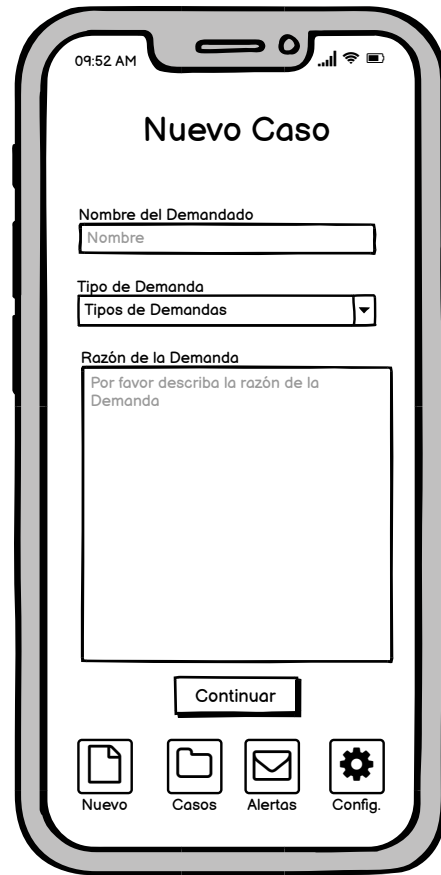 09:52 AM
Nuevo Caso
Nombre del Demandado
Nombre
Tipo de Demanda
Tipos de Demandas
Razón de la Demanda
Por favor describa la razón de la
Demanda
Continuar
Nuevo Casos Alertas Config.